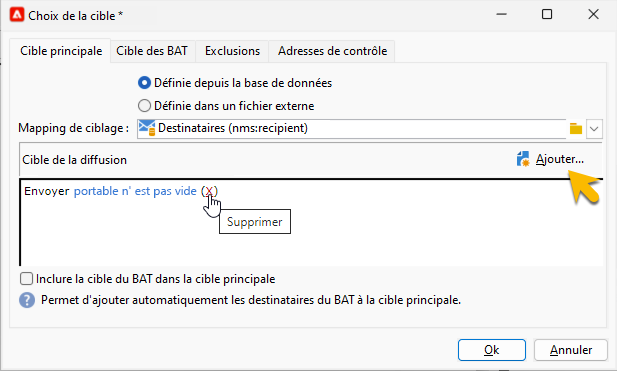 Choix de la cible *
Cible principale Cible des BAT Exclusions Adresses de contrôle
Définie depuis la base de données
Définie dans un fichier externe
Mapping de ciblage : Destinataires (nms:recipient)
Cible de la diffusion Ajouter...
Envoyer portable n' est pas vide (X)
Supprimer
Inclure la cible du BAT dans la cible principale
? Permet d'ajouter automatiquement les destinataires du BAT à la cible principale.
Ok Annuler